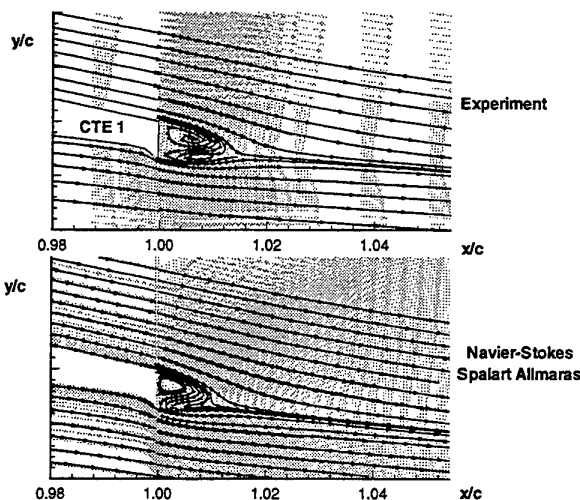 y/c
CTE 1
Experiment
0.98 1.00 1.02 1.04 x/c
y/c
Navier-Stokes
Spalart Allmaras
0.98 1.00 1.02 1.04 x/c